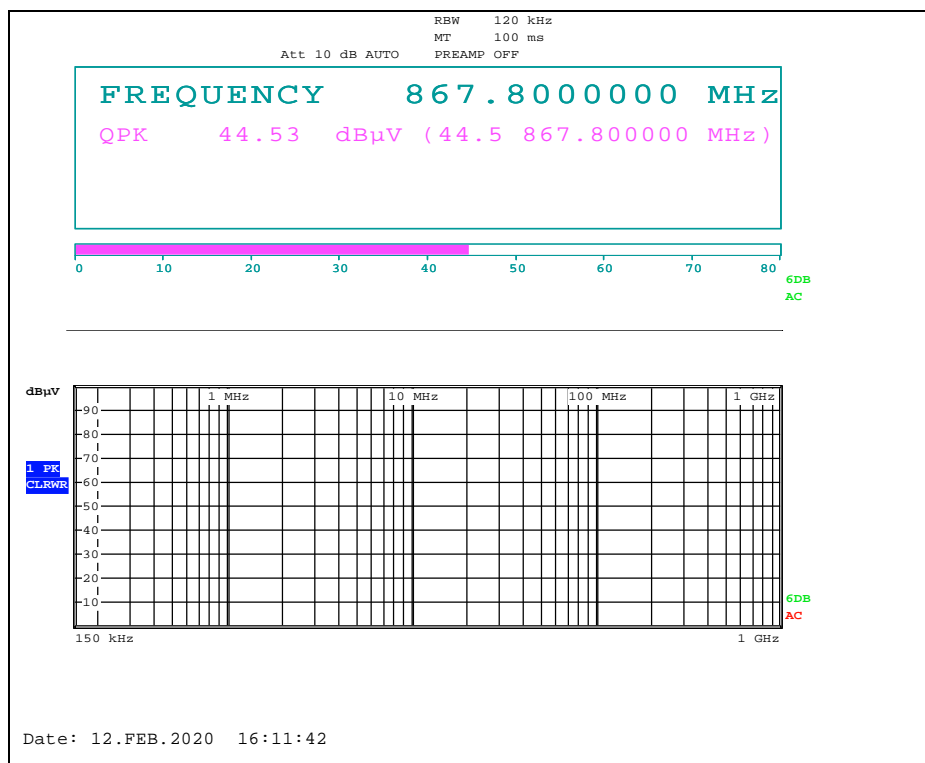 RBW 120 kHz
MT 100 ms
Att 10 dB AUTO PREAMP OFF
FREQUENCY 867.8000000 MHz
QPK 44.53 dBµV (44.5 867.800000 MHz)
0 10 20 30 40 50 60 70 80
6DB
AC
dBµV
1 MHz 10 MHz 100 MHz 1 GHz
90
80
70
1 PK
60
CLRWR
50
40
30
20
10
6DB
AC
150 kHz 1 GHz
Date: 12.FEB.2020 16:11:42